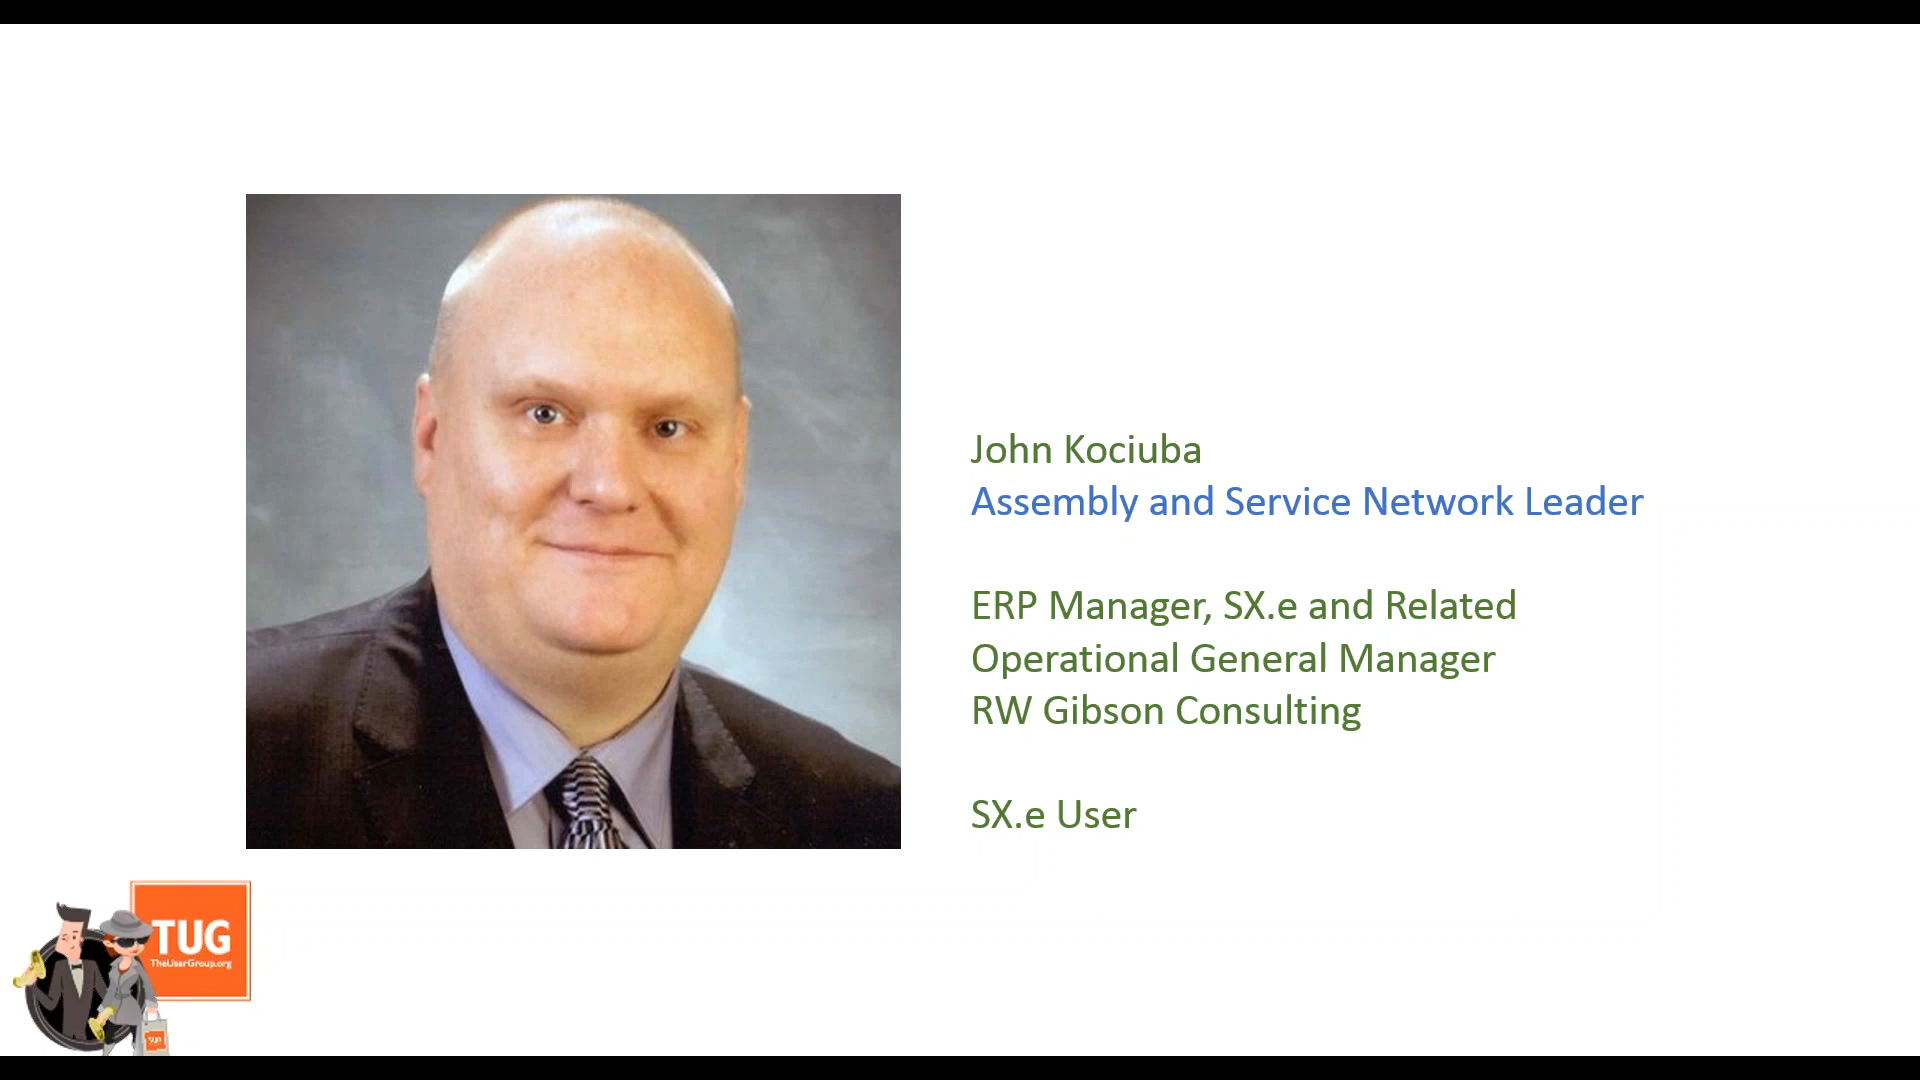 John Kociuba
Assembly and Service Network Leader
ERP Manager, SX.e and Related
Operational General Manager
RW Gibson Consulting
SX.e User
TUG
TheUserGroup.org
TUG